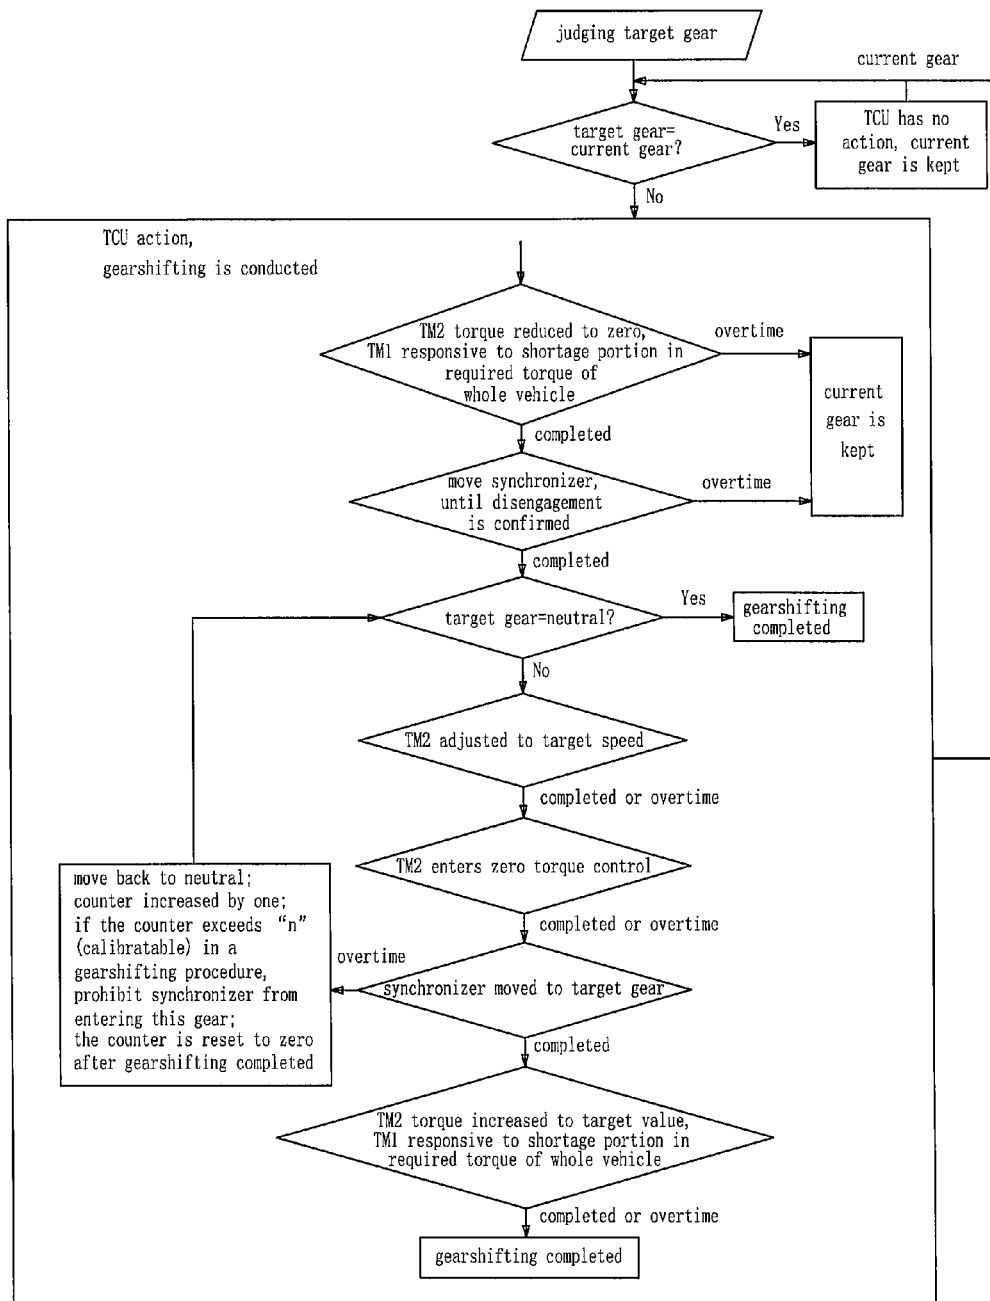 judging target gear
current gear
target gear=
current gear?
Yes
TCU has no
action, current
gear is kept
No
TCU action,
gearshifting is conducted
TM2 torque reduced to zero,
TM1 responsive to shortage portion in
required torque of
whole vehicle
overtime
current
gear is
kept
completed
move synchronizer,
until disengagement
is confirmed
overtime
completed
target gear=neutral?
Yes
gearshifting
completed
No
TM2 adjusted to target speed
completed or overtime
TM2 enters zero torque control
completed or overtime
move back to neutral;
counter increased by one;
if the counter exceeds “n”
(calibratable) in a
gearshifting procedure,
prohibit synchronizer from
entering this gear;
the counter is reset to zero
after gearshifting completed
overtime
synchronizer moved to target gear
completed
TM2 torque increased to target value,
TM1 responsive to shortage portion in
required torque of whole vehicle
completed or overtime
gearshifting completed